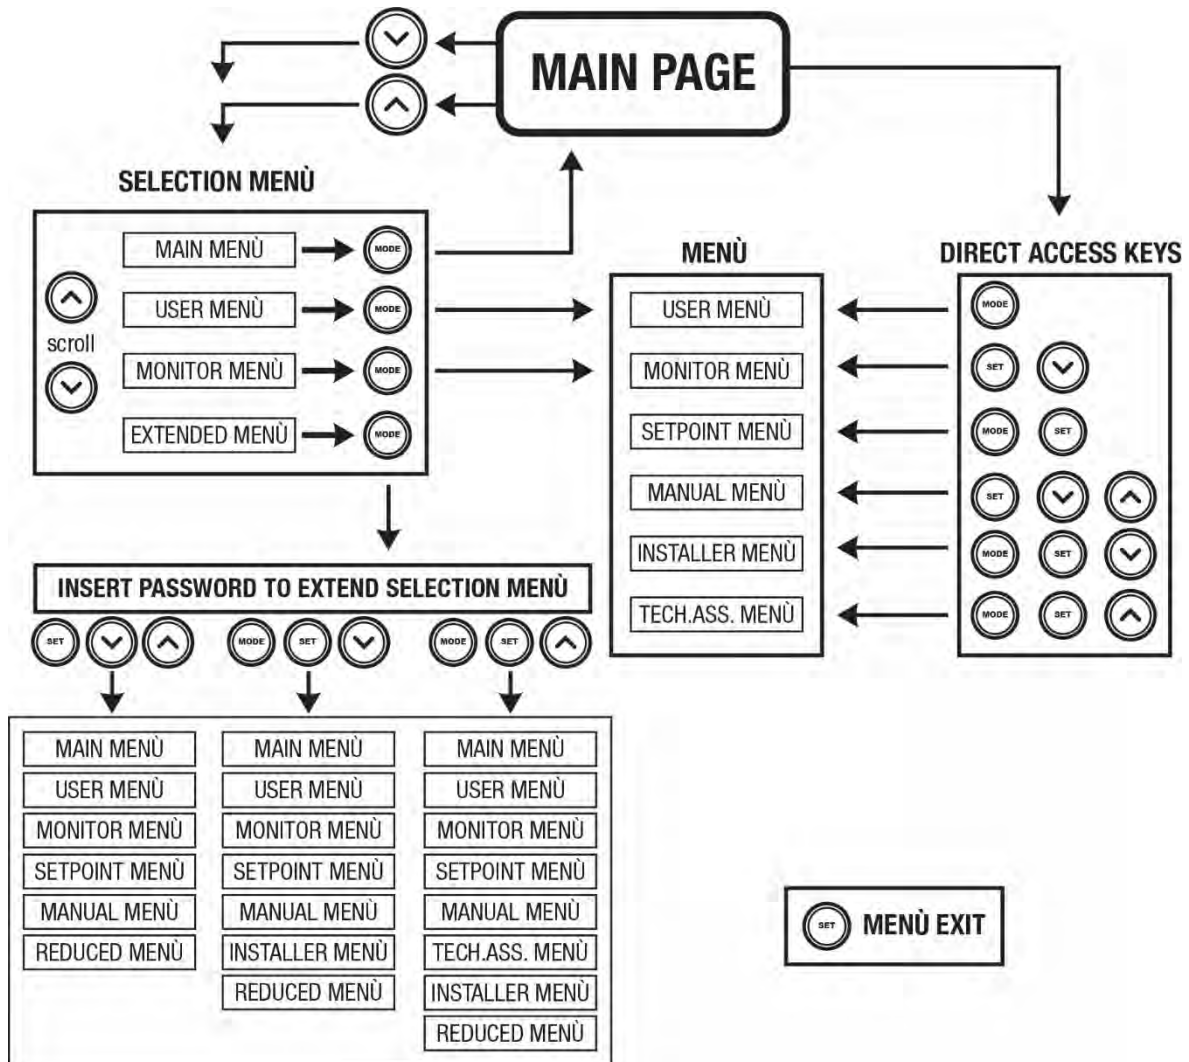 MAIN PAGE
SELECTION MENÙ
MAIN MENÙ MODE
USER MENÙ MODE
scroll
MONITOR MENÙ MODE
EXTENDED MENÙ MODE
MENÙ
USER MENÙ
MONITOR MENÙ
SETPOINT MENÙ
MANUAL MENÙ
INSTALLER MENÙ
TECH.ASS. MENÙ
DIRECT ACCESS KEYS
MODE
SET
MODE SET
SET
MODE SET
MODE SET
INSERT PASSWORD TO EXTEND SELECTION MENÙ
SET
MODE SET
MODE SET
MAIN MENÙ
USER MENÙ
MONITOR MENÙ
SETPOINT MENÙ
MANUAL MENÙ
REDUCED MENÙ
MAIN MENÙ
USER MENÙ
MONITOR MENÙ
SETPOINT MENÙ
MANUAL MENÙ
INSTALLER MENÙ
REDUCED MENÙ
MAIN MENÙ
USER MENÙ
MONITOR MENÙ
SETPOINT MENÙ
MANUAL MENÙ
TECH.ASS. MENÙ
INSTALLER MENÙ
REDUCED MENÙ
SET MENÙ EXIT